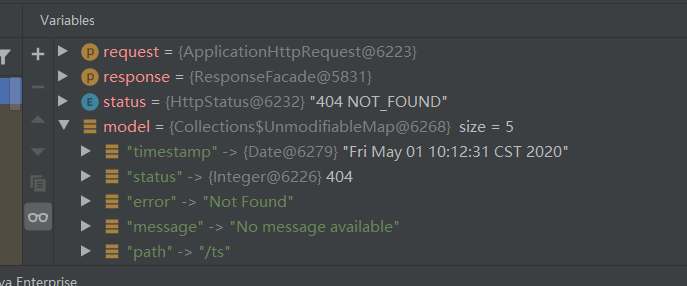 Variables
p request = {ApplicationHttpRequest@6223}
p response = {ResponseFacade@5831}
E status = {HttpStatus@6232} "404 NOT_FOUND"
model = {Collections$UnmodifiableMap@6268} size = 5
"timestamp" -> {Date@6279} "Fri May 01 10:12:31 CST 2020"
"status" -> {Integer@6226} 404
"error" -> "Not Found"
"message" -> "No message available"
"path" -> "/ts"
va Enterprise